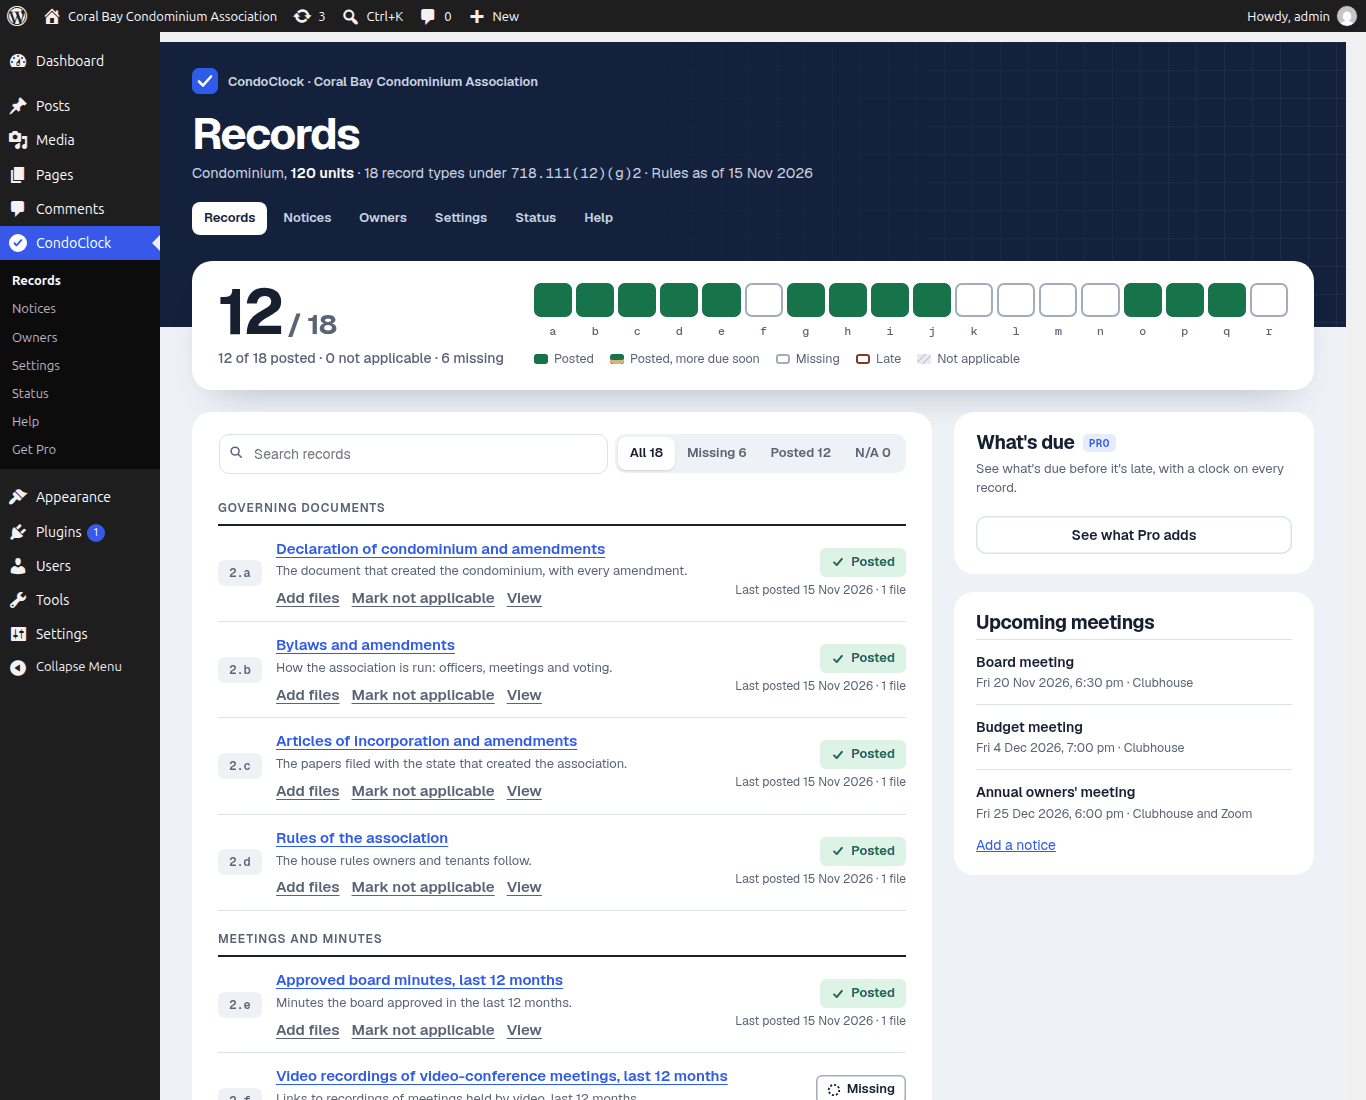 Coral Bay Condominium Association
3
Ctrl+K
0
New
Howdy, admin
Dashboard
Posts
Media
Pages
Comments
CondoClock
Records
Notices
Owners
Settings
Status
Help
Get Pro
Appearance
Plugins 1
Users
Tools
Settings
Collapse Menu
CondoClock · Coral Bay Condominium Association
Records
Condominium, 120 units · 18 record types under 718.111(12)(g)2 · Rules as of 15 Nov 2026
Records Notices Owners Settings Status Help
12 / 18
12 of 18 posted · 0 not applicable · 6 missing
a b c d e f g h i j k l m n o p q r
Posted Posted, more due soon Missing Late Not applicable
Search records
All 18 Missing 6 Posted 12 N/A 0
GOVERNING DOCUMENTS
2.a
Declaration of condominium and amendments
The document that created the condominium, with every amendment.
Add files Mark not applicable View
Posted
Last posted 15 Nov 2026 · 1 file
2.b
Bylaws and amendments
How the association is run: officers, meetings and voting.
Add files Mark not applicable View
Posted
Last posted 15 Nov 2026 · 1 file
2.c
Articles of incorporation and amendments
The papers filed with the state that created the association.
Add files Mark not applicable View
Posted
Last posted 15 Nov 2026 · 1 file
2.d
Rules of the association
The house rules owners and tenants follow.
Add files Mark not applicable View
Posted
Last posted 15 Nov 2026 · 1 file
MEETINGS AND MINUTES
2.e
Approved board minutes, last 12 months
Minutes the board approved in the last 12 months.
Add files Mark not applicable View
Posted
Last posted 15 Nov 2026 · 1 file
2.f
Video recordings of video-conference meetings, last 12 months
Links to recordings of meetings held by video, last 12 months.
Missing
What's due PRO
See what's due before it's late, with a clock on every
record.
See what Pro adds
Upcoming meetings
Board meeting
Fri 20 Nov 2026, 6:30 pm · Clubhouse
Budget meeting
Fri 4 Dec 2026, 7:00 pm · Clubhouse
Annual owners' meeting
Fri 25 Dec 2026, 6:00 pm · Clubhouse and Zoom
Add a notice